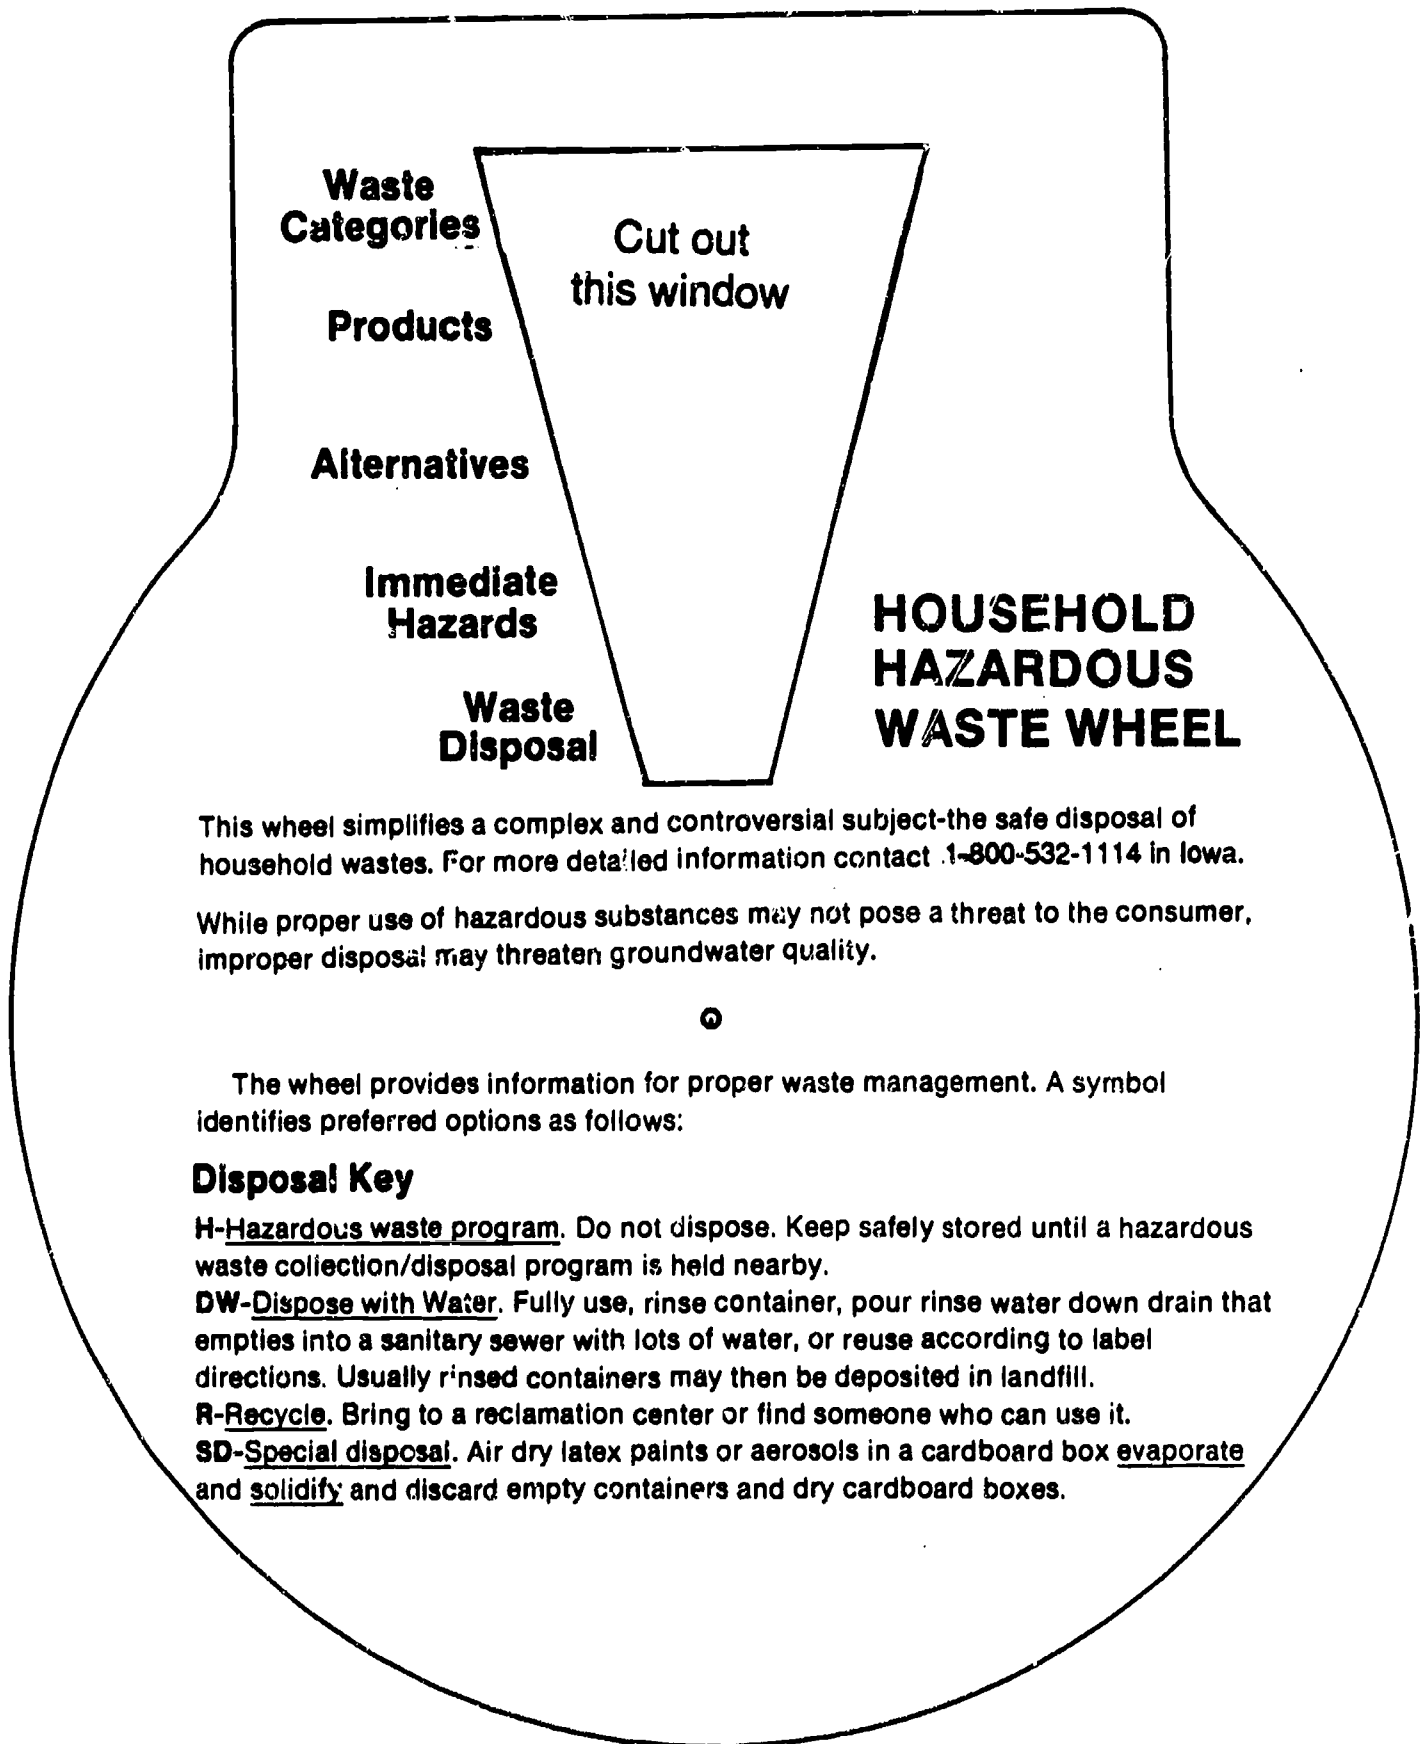 Waste
Categories
Cut out
this window
Products
Alternatives
Immediate
Hazards
HOUSEHOLD
HAZARDOUS
WASTE WHEEL
Waste
Disposal
This wheel simplifies a complex and controversial subject-the safe disposal of
household wastes. For more detailed information contact 1-800-532-1114 in Iowa.
While proper use of hazardous substances may not pose a threat to the consumer,
improper disposal may threaten groundwater quality.
The wheel provides information for proper waste management. A symbol
identifies preferred options as follows:
Disposal Key
H-Hazardous waste program. Do not dispose. Keep safely stored until a hazardous
waste collection/disposal program is held nearby.
DW-Dispose with Water. Fully use, rinse container, pour rinse water down drain that
empties into a sanitary sewer with lots of water, or reuse according to label
directions. Usually rinsed containers may then be deposited in landfill.
R-Recycle. Bring to a reclamation center or find someone who can use it.
SD-Special disposal. Air dry latex paints or aerosols in a cardboard box evaporate
and solidify and discard empty containers and dry cardboard boxes.